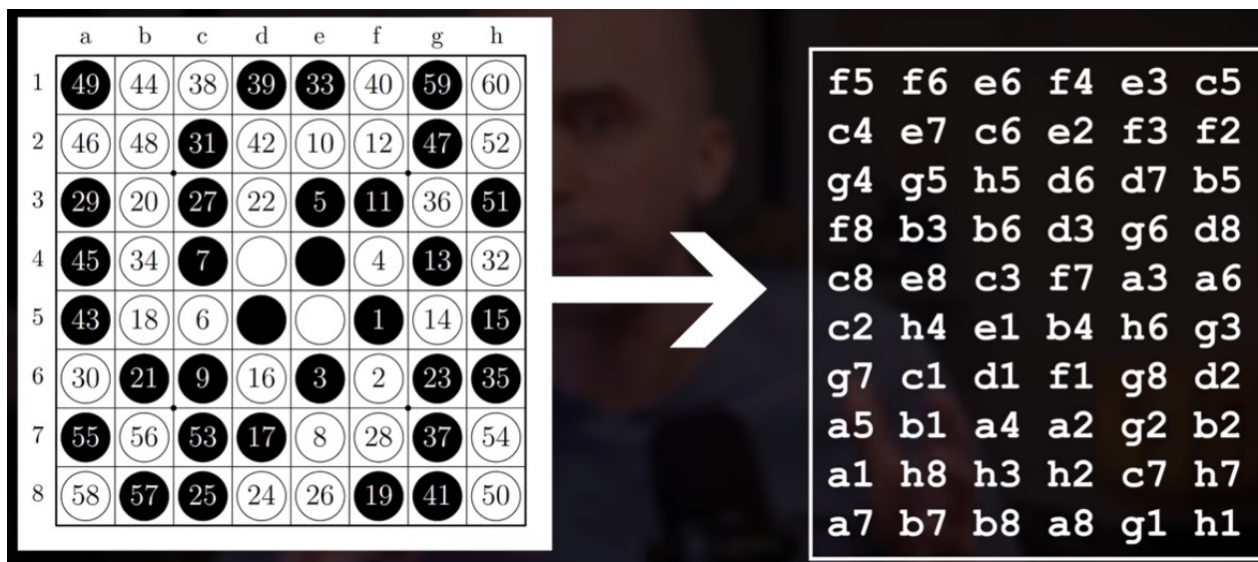 a b c d e f g h
1 49 44 38 39 33 40 59 60
2 46 48 31 42 10 12 47 52
3 29 20 27 22 5 11 36 51
4 45 34 7 4 13 32
5 43 18 6 1 14 15
6 30 21 9 16 3 2 23 35
7 55 56 53 17 8 28 37 54
8 58 57 25 24 26 19 41 50
f5 f6 e6 f4 e3 c5
c4 e7 c6 e2 f3 f2
g4 g5 h5 d6 d7 b5
f8 b3 b6 d3 g6 d8
c8 e8 c3 f7 a3 a6
c2 h4 e1 b4 h6 g3
g7 c1 d1 f1 g8 d2
a5 b1 a4 a2 g2 b2
a1 h8 h3 h2 c7 h7
a7 b7 b8 a8 g1 h1